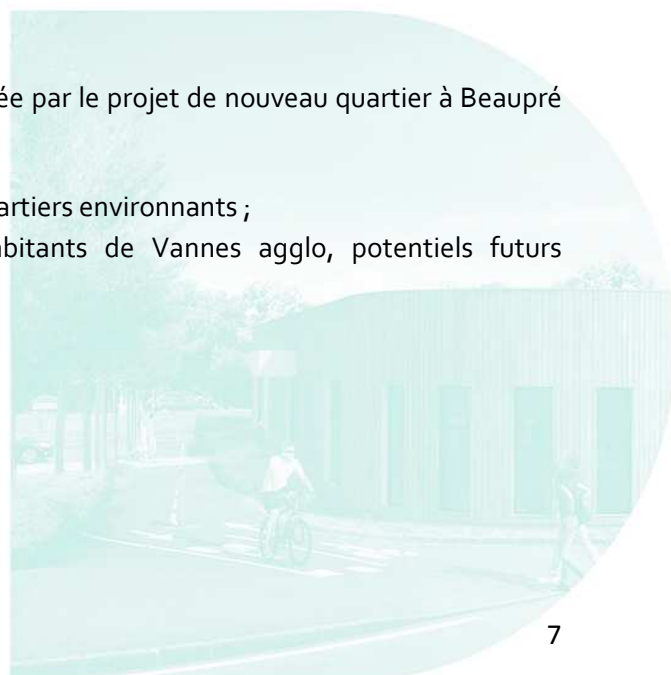 ée par le projet de nouveau quartier à Beaupré
artiers environnants ;
abitants de Vannes agglo, potentiels futurs
7